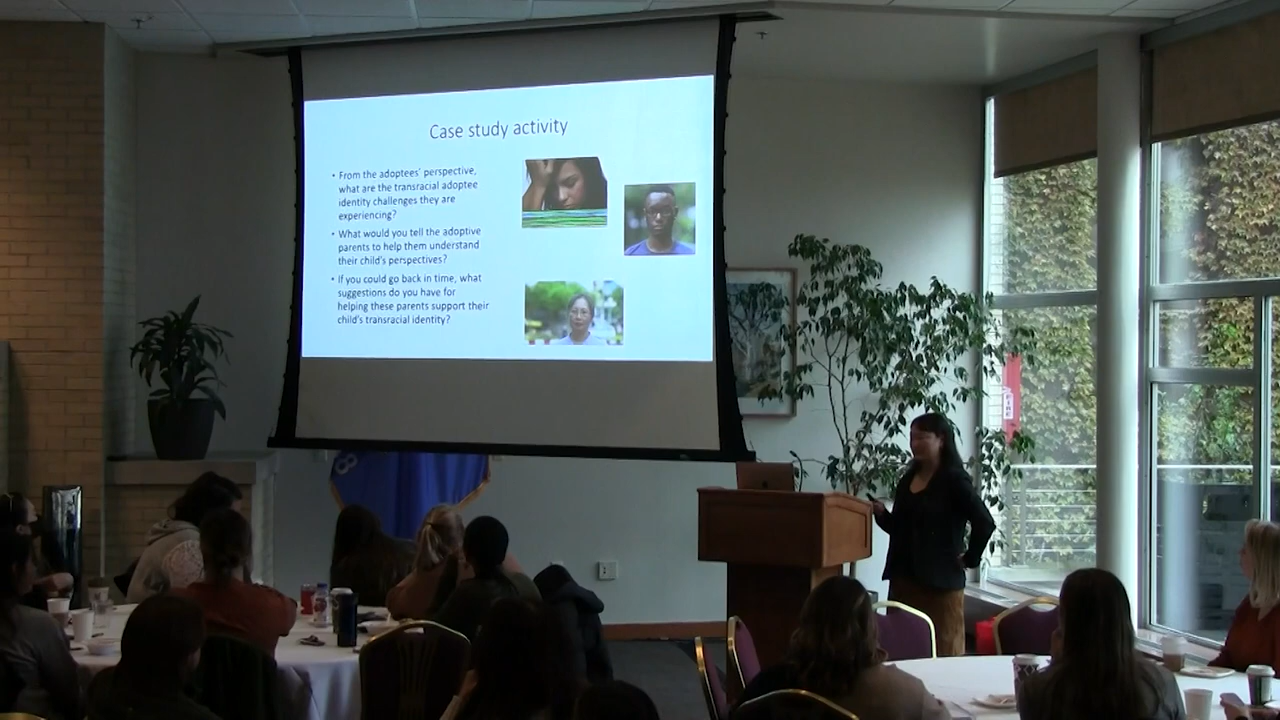 Case study activity
• From the adoptees' perspective,
what are the transracial adoptee
identity challenges they are
experiencing?
• What would you tell the adoptive
parents to help them understand
their child's perspectives?
• If you could go back in time, what
suggestions do you have for
helping these parents support their
child's transracial identity?
FIRE